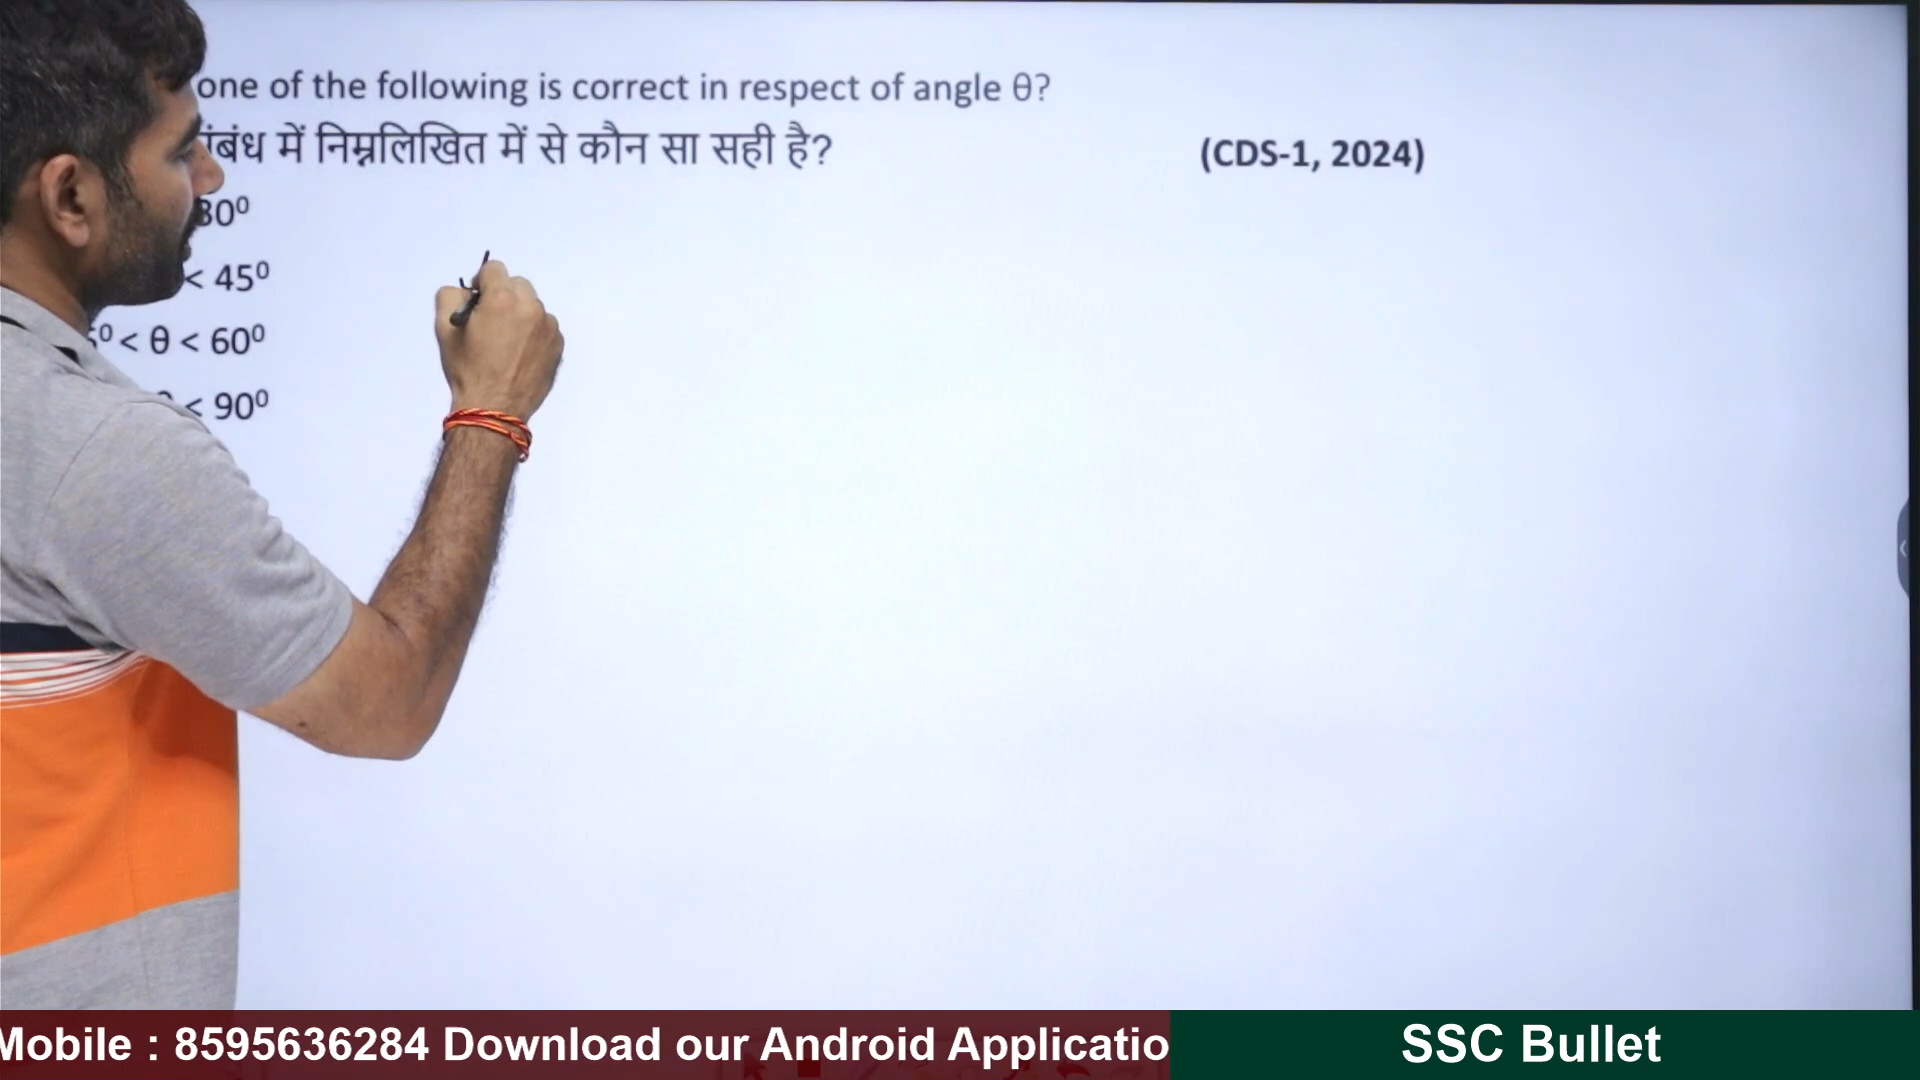 one of the following is correct in respect of angle θ?
में निम्नलिखित में से कौन सा सही है?
(CDS-1, 2024)
30⁰
< 45⁰
⁰ < θ < 60⁰
< 90⁰
Mobile : 8595636284 Download our Android Applicatio
SSC Bullet